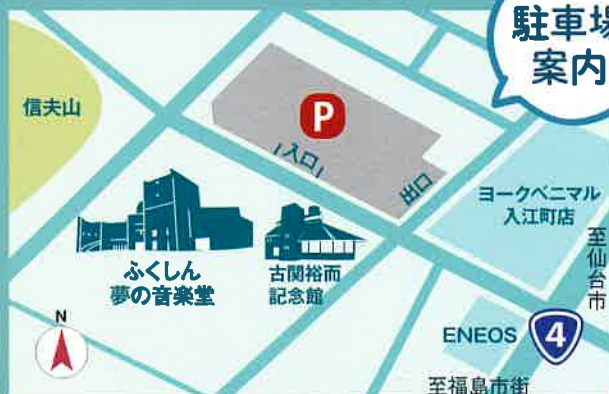 駐車場
案内
信夫山
P
入口
出口
ヨークベニマル
入江町店
至仙台市
ふくしん
夢の音楽堂
古関裕而
記念館
N
ENEOS
4
至福島市街